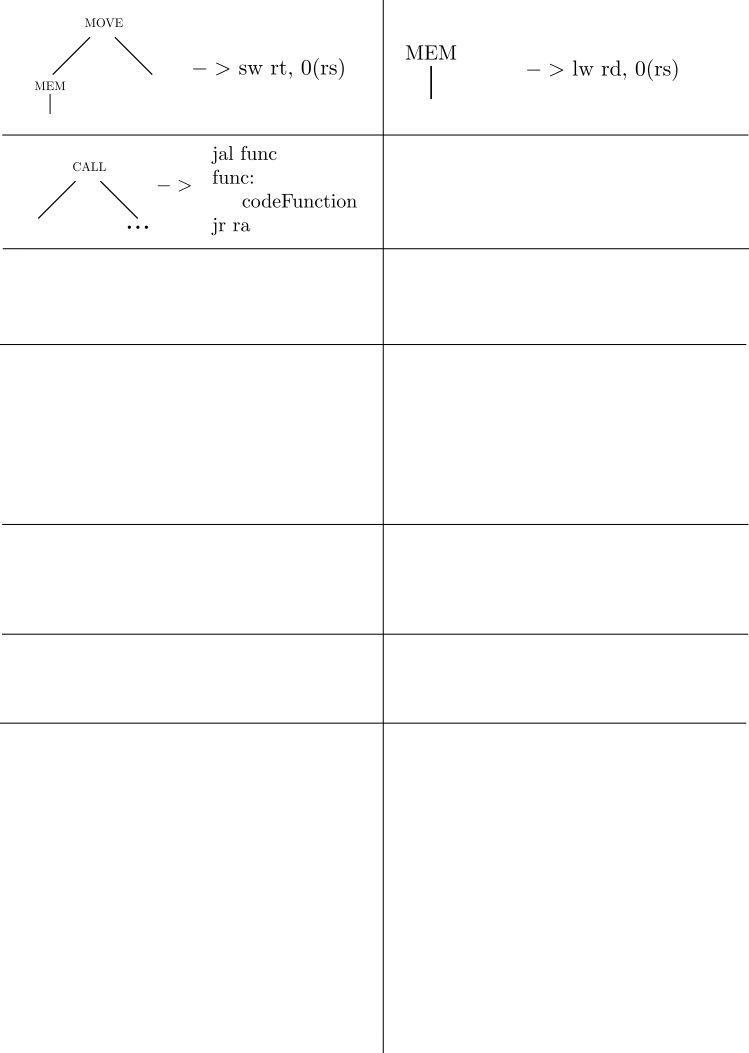 MOVE
MEM
− > sw rt, 0(rs)
MEM
− > lw rd, 0(rs)
CALL
...
− >
jal func
func:
codeFunction
jr ra